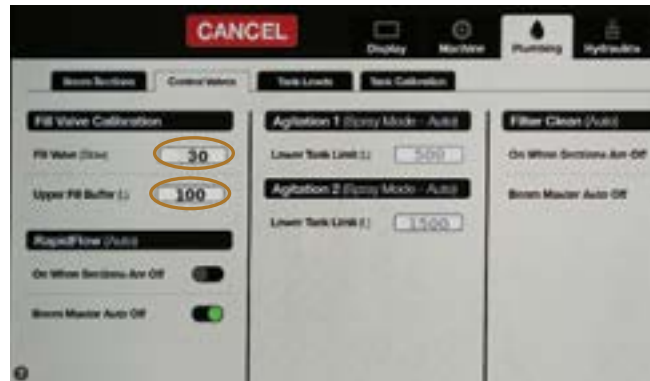 CANCEL
Display
Machine
Plumbing
Hydraulics
Boom Sections
Control Valves
Tank Levels
Tank Calibration
Fill Valve Calibration
Fill Valve (Slow)
30
Upper Fill Buffer (L)
100
RapidFlow (Auto)
On When Sections Are Off
Boom Master Auto Off
Agitation 1 (Spray Mode - Auto)
Lower Tank Limit (L)
500
Agitation 2 (Spray Mode - Auto)
Lower Tank Limit (L)
1500
Filter Clean (Auto)
On When Sections Are Off
Boom Master Auto Off